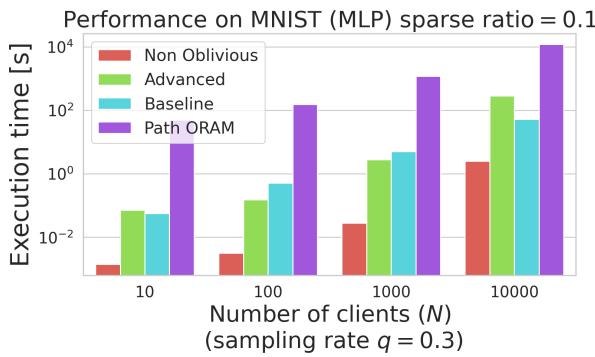 Performance on MNIST (MLP) sparse ratio = 0.1
Execution time [s]
10⁴
10²
10⁰
10⁻²
Non Oblivious
Advanced
Baseline
Path ORAM
10 100 1000 10000
Number of clients (N)
(sampling rate q = 0.3)